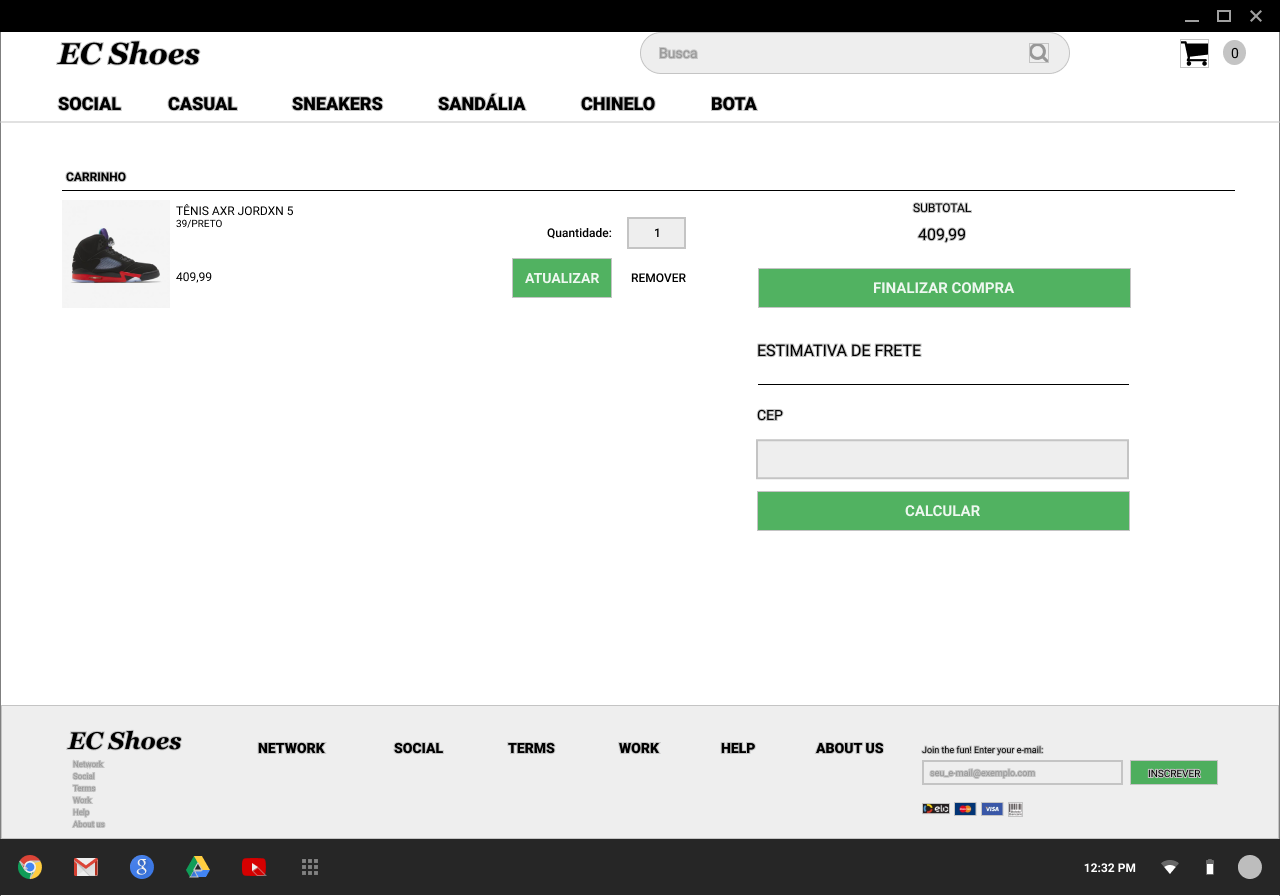 EC Shoes
Busca
0
SOCIAL CASUAL SNEAKERS SANDÁLIA CHINELO BOTA
CARRINHO
TÊNIS AXR JORDXN 5
39/PRETO
409,99
Quantidade: 1
ATUALIZAR REMOVER
SUBTOTAL
409,99
FINALIZAR COMPRA
ESTIMATIVA DE FRETE
CEP
CALCULAR
EC Shoes
Network
Social
Terms
Work
Help
About us
NETWORK SOCIAL TERMS WORK HELP ABOUT US
Join the fun! Enter your e-mail:
seu_e-mail@exemplo.com INSCREVER
elo MasterCard VISA
12:32 PM